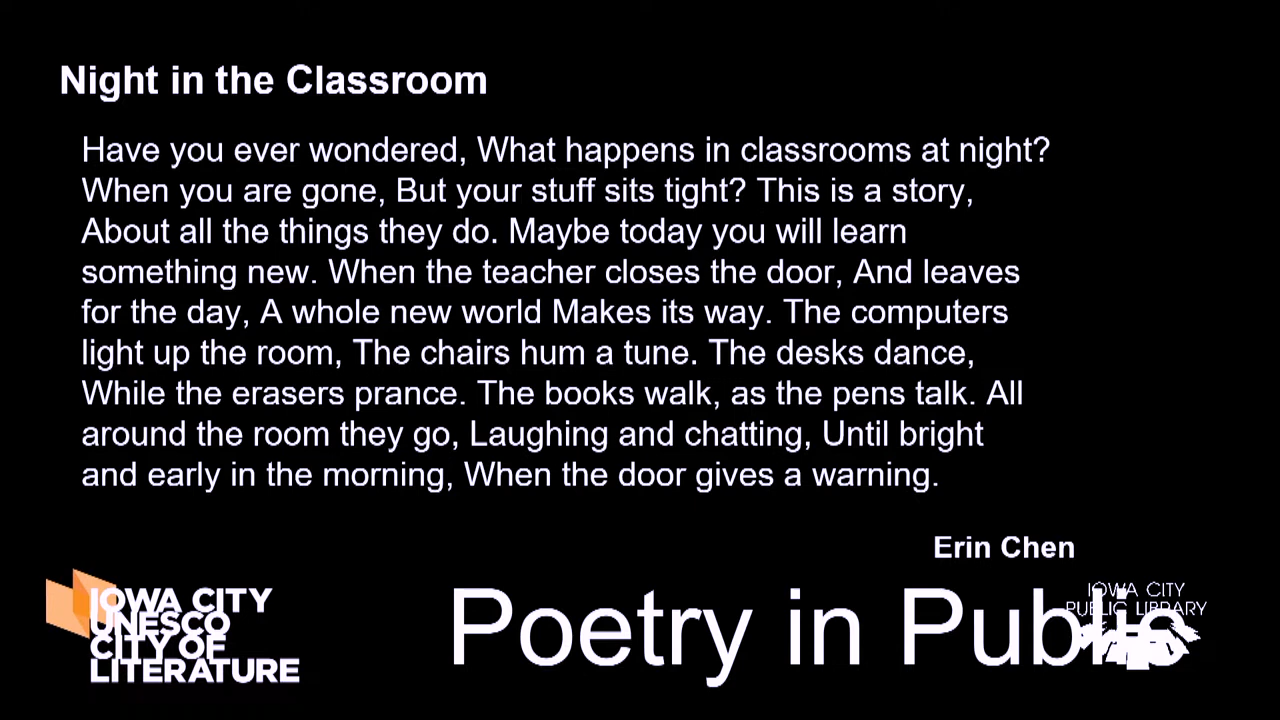 Night in the Classroom
Have you ever wondered, What happens in classrooms at night?
When you are gone, But your stuff sits tight? This is a story,
About all the things they do. Maybe today you will learn
something new. When the teacher closes the door, And leaves
for the day, A whole new world Makes its way. The computers
light up the room, The chairs hum a tune. The desks dance,
While the erasers prance. The books walk, as the pens talk. All
around the room they go, Laughing and chatting, Until bright
and early in the morning, When the door gives a warning.
Erin Chen
IOWA CITY
UNESCO
CITY OF
LITERATURE
Poetry in Public
IOWA CITY
PUBLIC LIBRARY